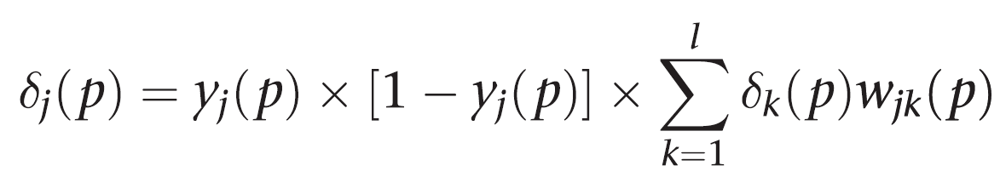 δⱼ(p) = yⱼ(p) × [1 − yⱼ(p)] × ∑_{k=1}^{l} δₖ(p)wⱼₖ(p)